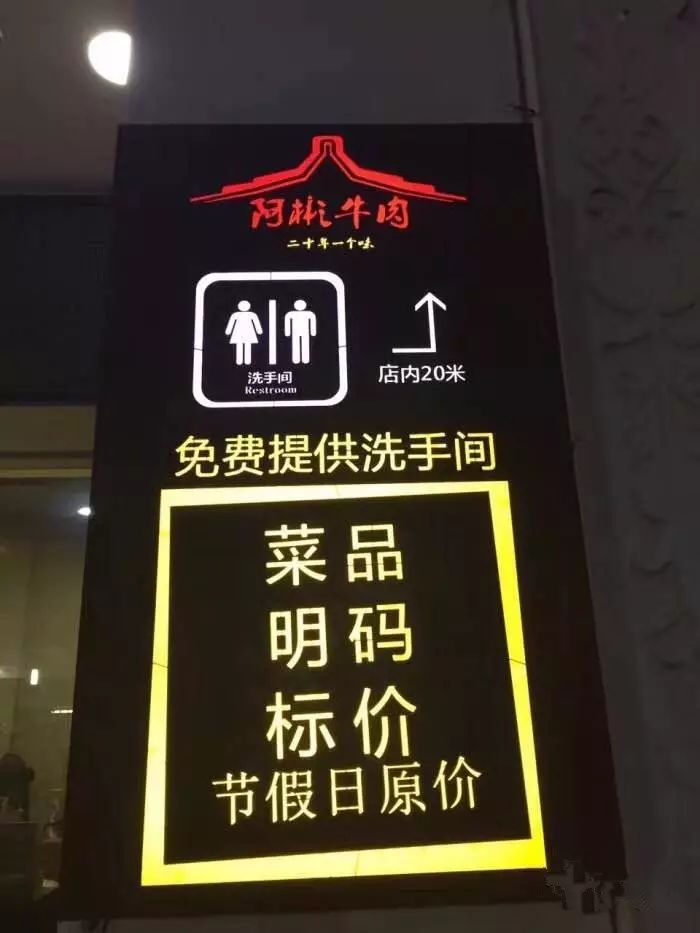 阿彬牛肉
二十年一个味
洗手间
Restroom
店内20米
免费提供洗手间
菜品
明码
标价
节假日原价